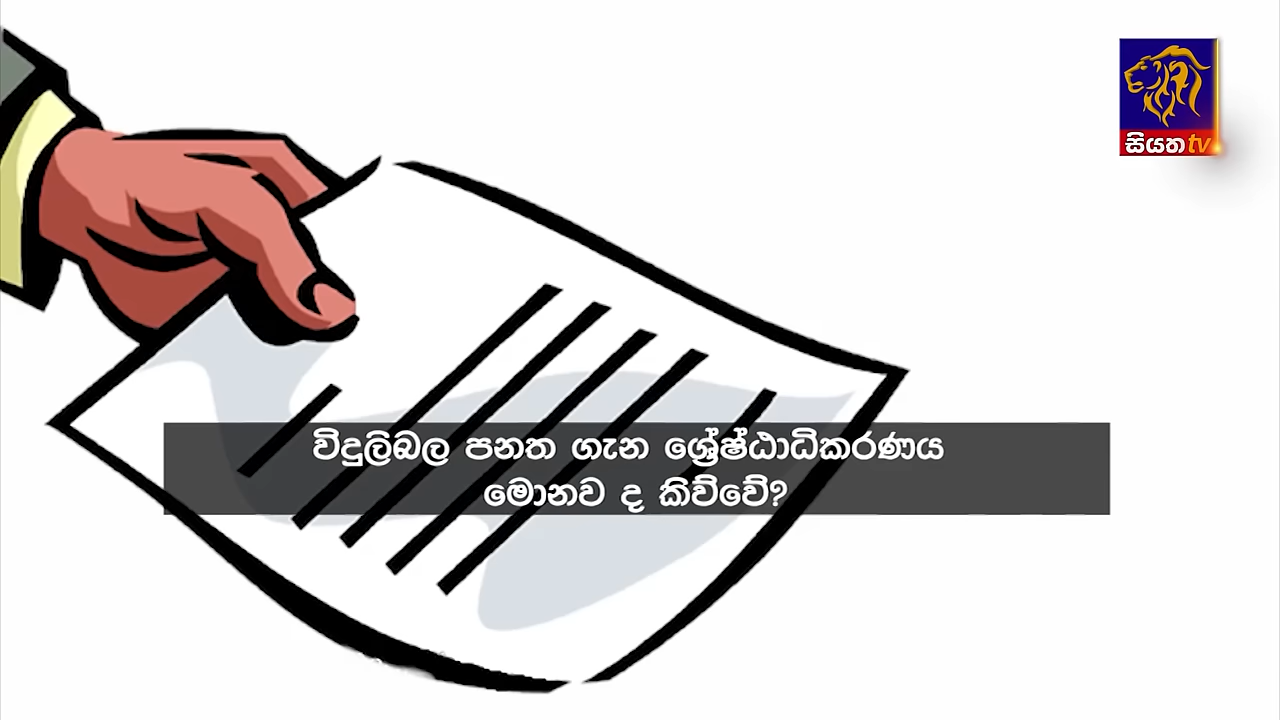 සියත tv
විදුලිබල පනත ගැන ශ්‍රේෂ්ඨාධිකරණය
මොනව ද කිව්වේ?